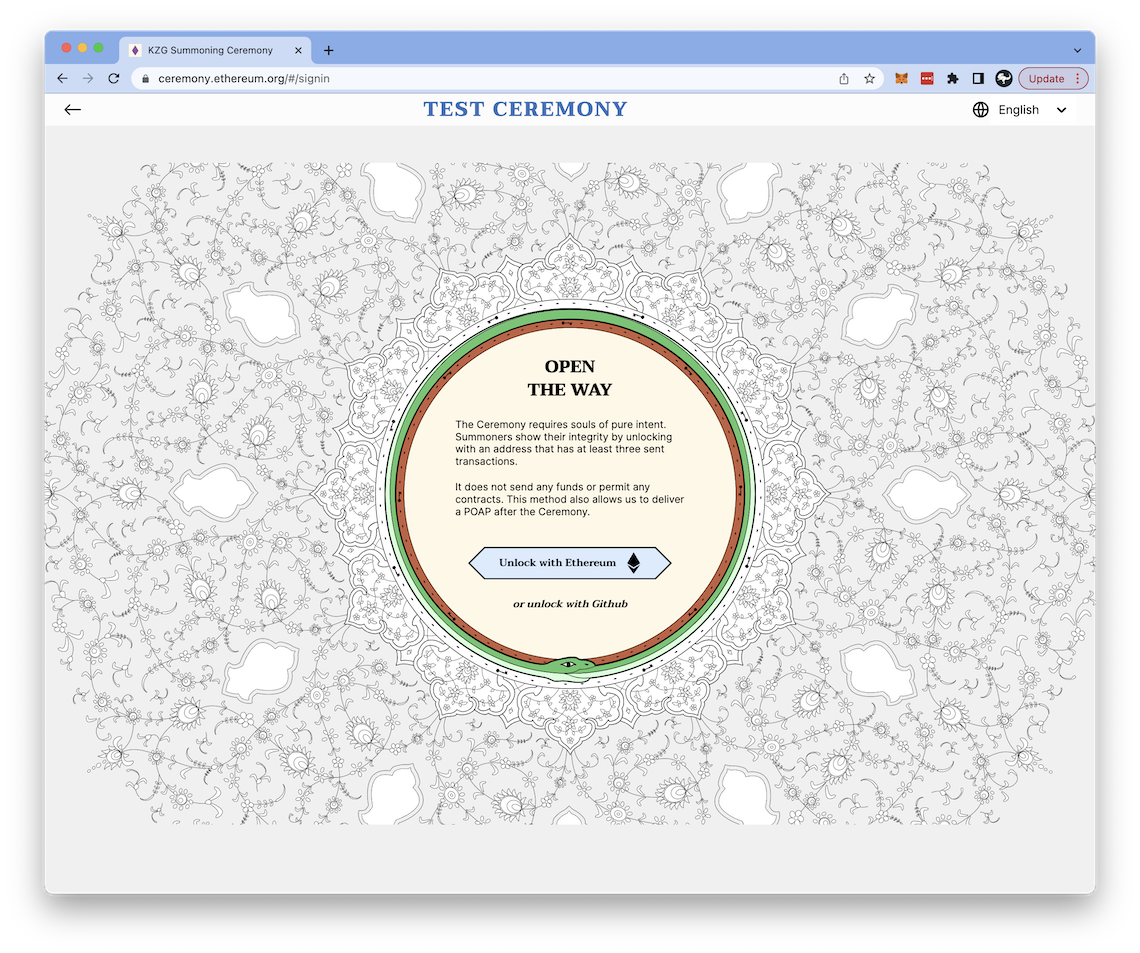 KZG Summoning Ceremony
ceremony.ethereum.org/#/signin
Update
TEST CEREMONY
English
OPEN
THE WAY
The Ceremony requires souls of pure intent.
Summoners show their integrity by unlocking
with an address that has at least three sent
transactions.
It does not send any funds or permit any
contracts. This method also allows us to deliver
a POAP after the Ceremony.
Unlock with Ethereum
or unlock with Github